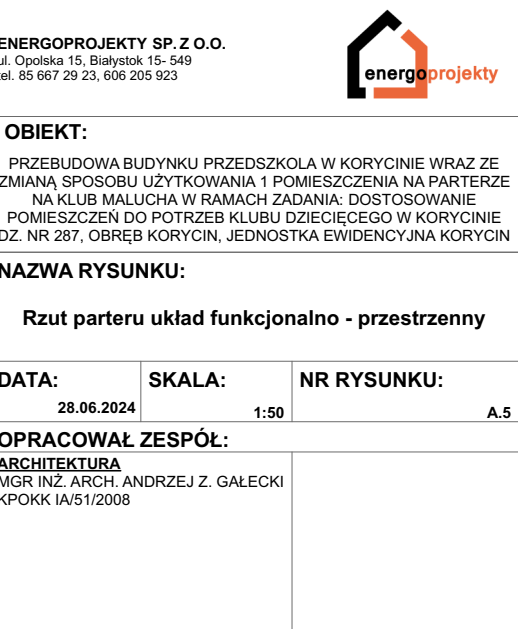 ENERGOPROJEKTY SP. Z O.O.
ul. Opolska 15, Białystok 15- 549
tel. 85 667 29 23, 606 205 923
energoprojekty
OBIEKT:
PRZEBUDOWA BUDYNKU PRZEDSZKOLA W KORYCINIE WRAZ ZE
ZMIANĄ SPOSOBU UŻYTKOWANIA 1 POMIESZCZENIA NA PARTERZE
NA KLUB MALUCHA W RAMACH ZADANIA: DOSTOSOWANIE
POMIESZCZEŃ DO POTRZEB KLUBU DZIECIĘCEGO W KORYCINIE
DZ. NR 287, OBRĘB KORYCIN, JEDNOSTKA EWIDENCYJNA KORYCIN
NAZWA RYSUNKU:
Rzut parteru układ funkcjonalno - przestrzenny
DATA: SKALA: NR RYSUNKU:
28.06.2024 1:50 A.5
OPRACOWAŁ ZESPÓŁ:
ARCHITEKTURA
MGR INŻ. ARCH. ANDRZEJ Z. GAŁECKI
KPOKK IA/51/2008